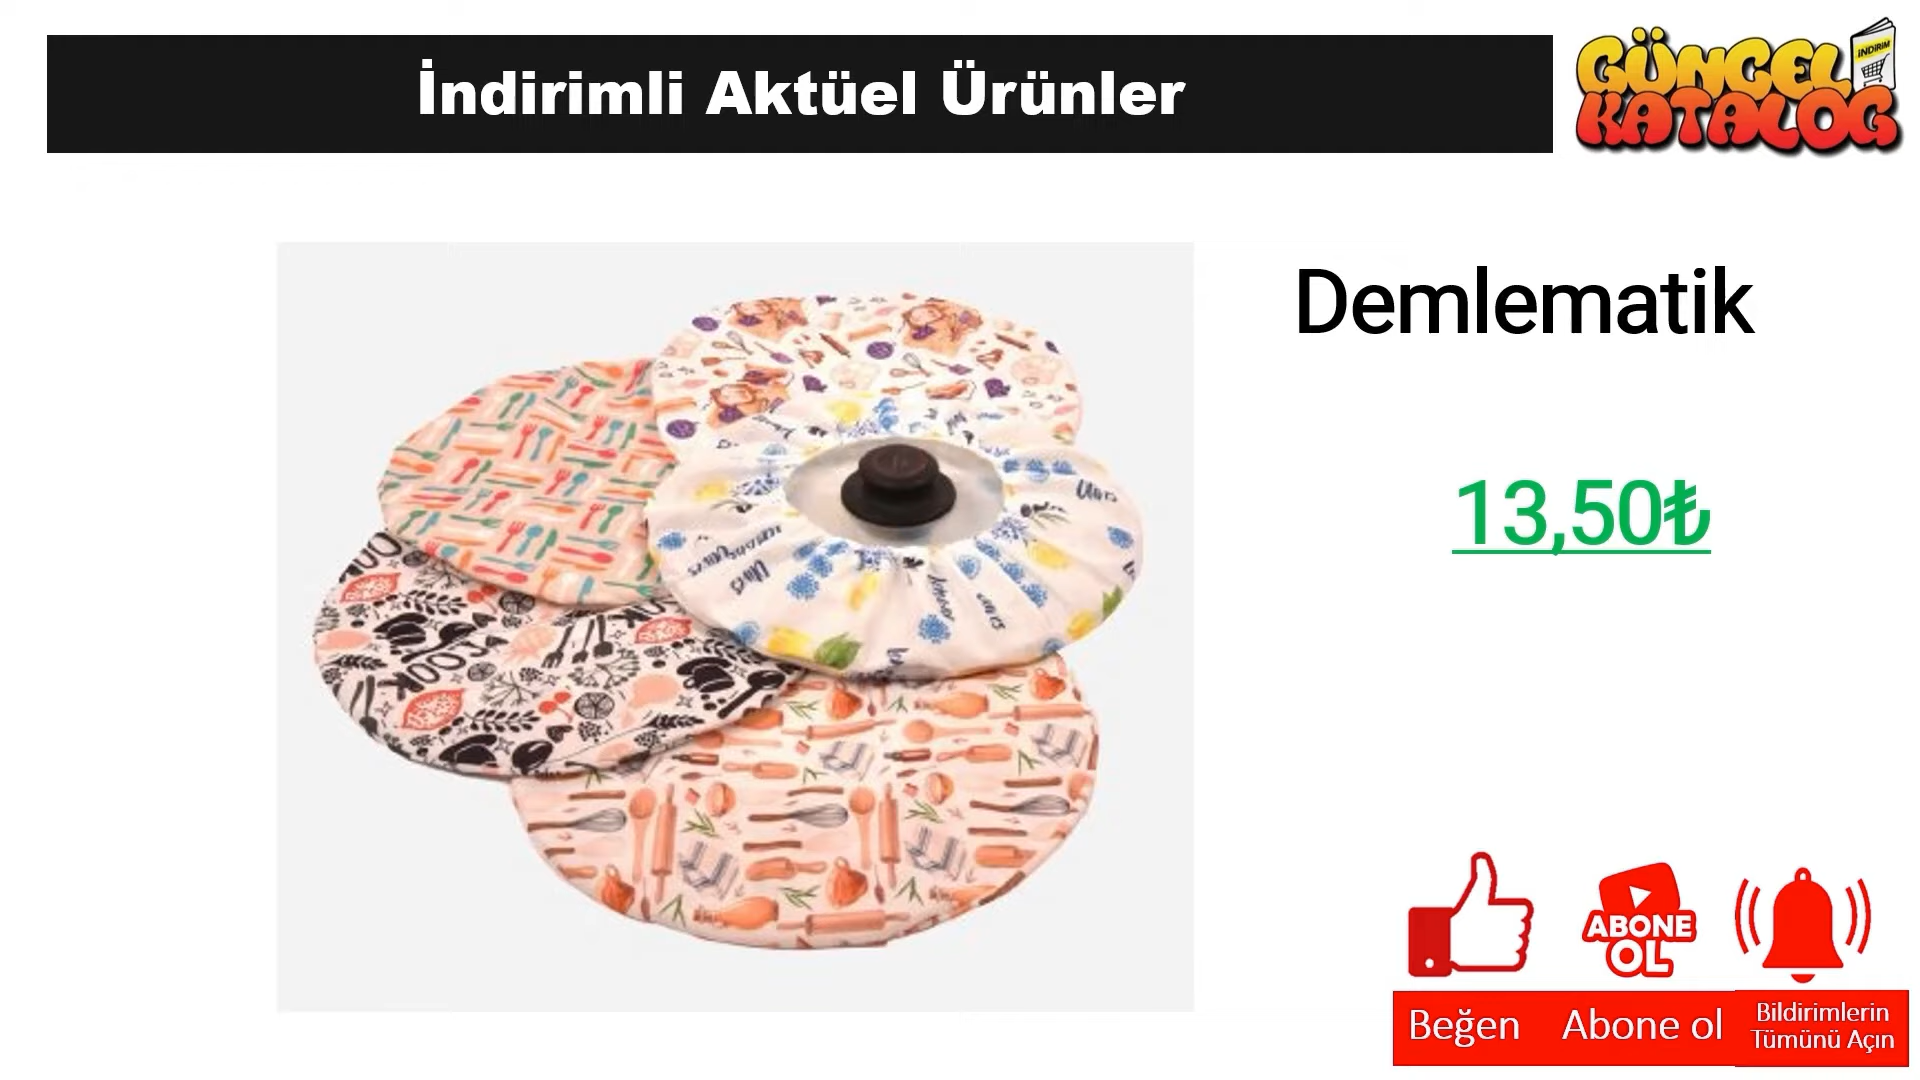 İndirimli Aktüel Ürünler
GÜNCEL
İNDİRİM
KATALOG
Demlematik
13,50₺
ABONE
OL
Beğen
Abone ol
Bildirimlerin
Tümünü Açın